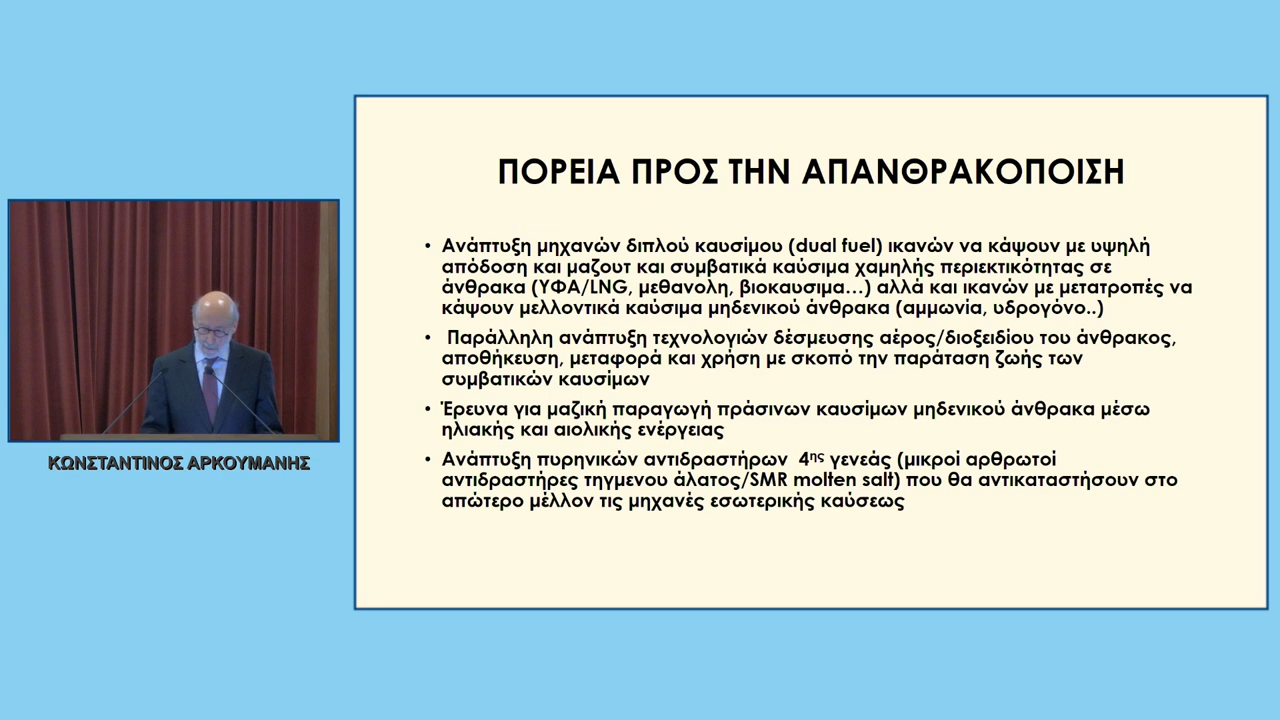 ΠΟΡΕΙΑ ΠΡΟΣ ΤΗΝ ΑΠΑΝΘΡΑΚΟΠΟΙΣΗ
• Ανάπτυξη μηχανών διπλού καυσίμου (dual fuel) ικανών να κάψουν με υψηλή
απόδοση και μαζουτ και συμβατικά καύσιμα χαμηλής περιεκτικότητας σε
άνθρακα (ΥΦΑ/LNG, μεθανολη, βιοκαυσιμα...) αλλά και ικανών με μετατροπές να
κάψουν μελλοντικά καύσιμα μηδενικού άνθρακα (αμμωνία, υδρογόνο..)
• Παράλληλη ανάπτυξη τεχνολογιών δέσμευσης αέρος/διοξειδίου του άνθρακος,
αποθήκευση, μεταφορά και χρήση με σκοπό την παράταση ζωής των
συμβατικών καυσίμων
• Έρευνα για μαζική παραγωγή πράσινων καυσίμων μηδενικού άνθρακα μέσω
ηλιακής και αιολικής ενέργειας
• Ανάπτυξη πυρηνικών αντιδραστήρων 4ης γενεάς (μικροί αρθρωτοί
αντιδραστήρες τηγμενου άλατος/SMR molten salt) που θα αντικαταστήσουν στο
απώτερο μέλλον τις μηχανές εσωτερικής καύσεως
ΚΩΝΣΤΑΝΤΙΝΟΣ ΑΡΚΟΥΜΑΝΗΣ